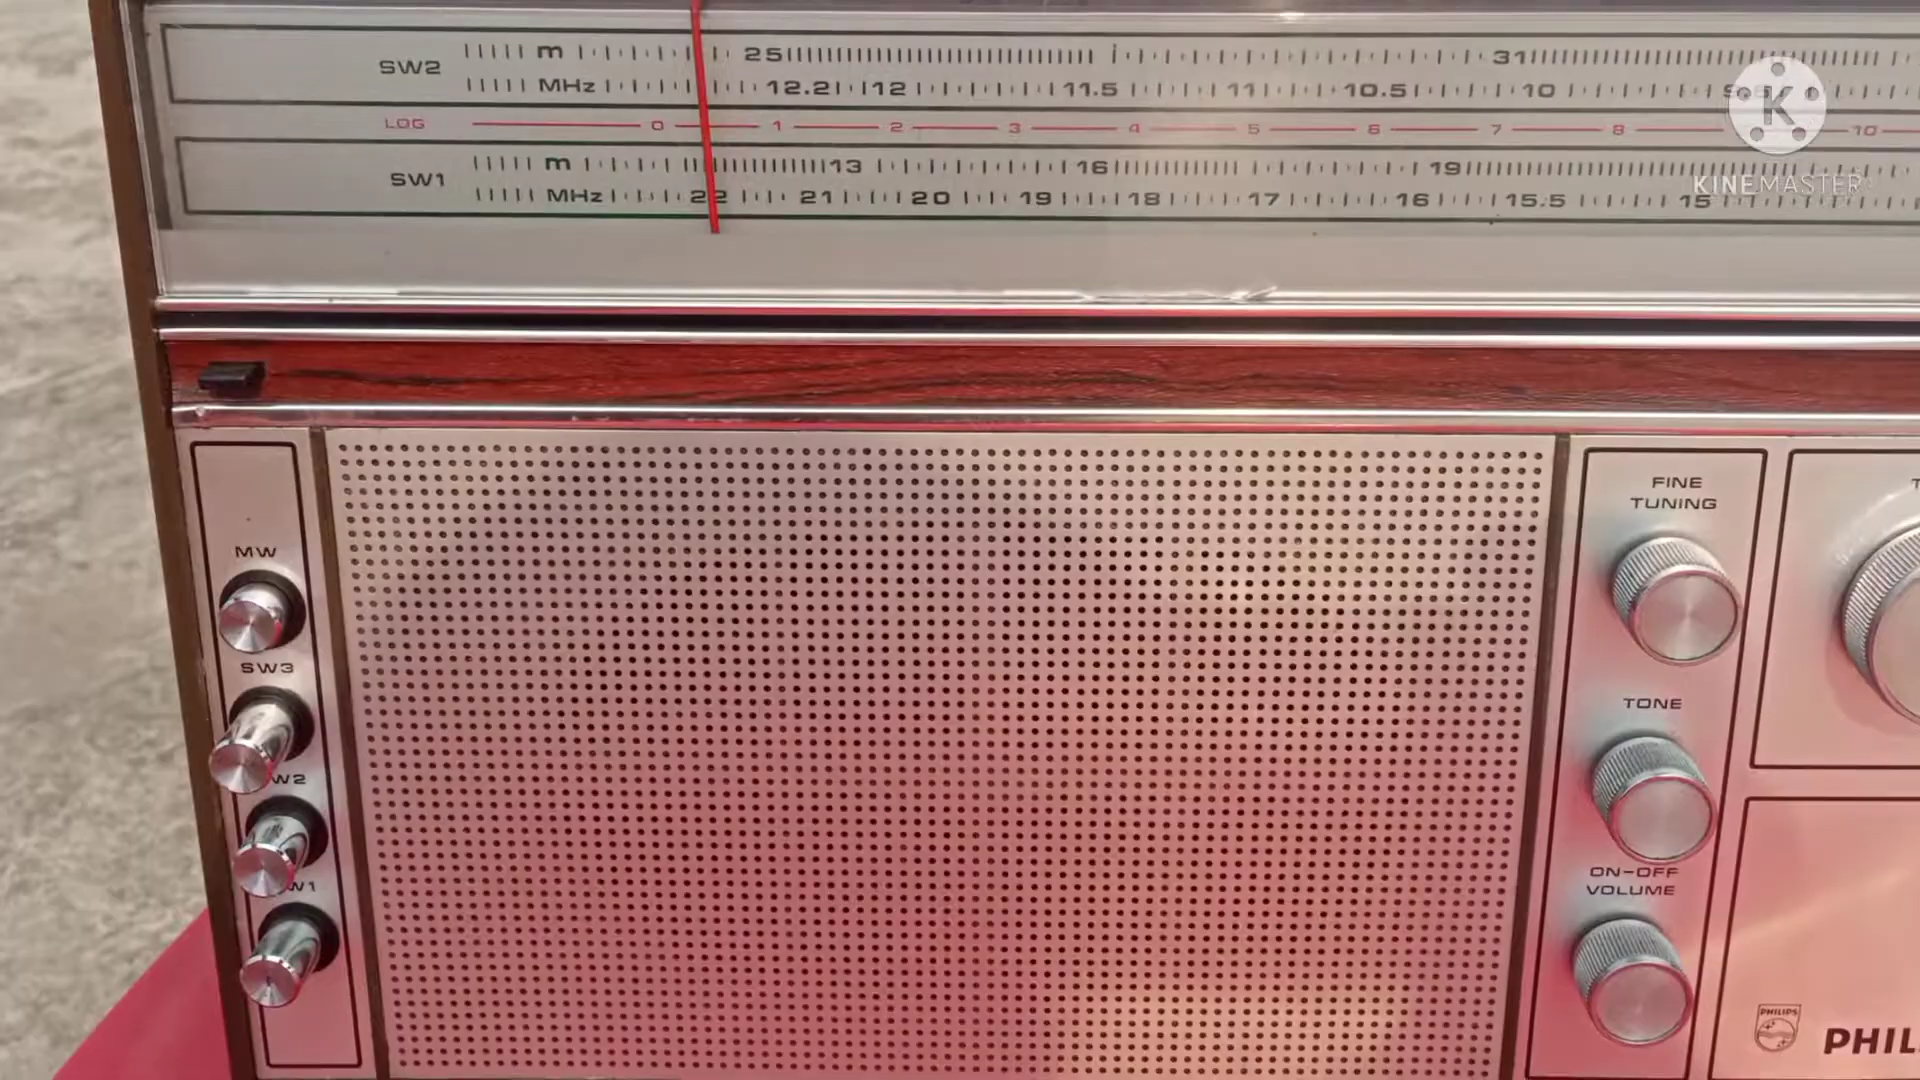 SW2 m 25 31
MHz 12.2 12 11.5 11 10.5 10
LOG 0 1 2 3 4 5 6 7 8 10
SW1 m 13 16 19
MHz 22 21 20 19 18 17 16 15.5 15
KINEMASTER
MW
SW3
W2
W1
FINE
TUNING
TONE
ON-OFF
VOLUME
PHILIPS
PHIL